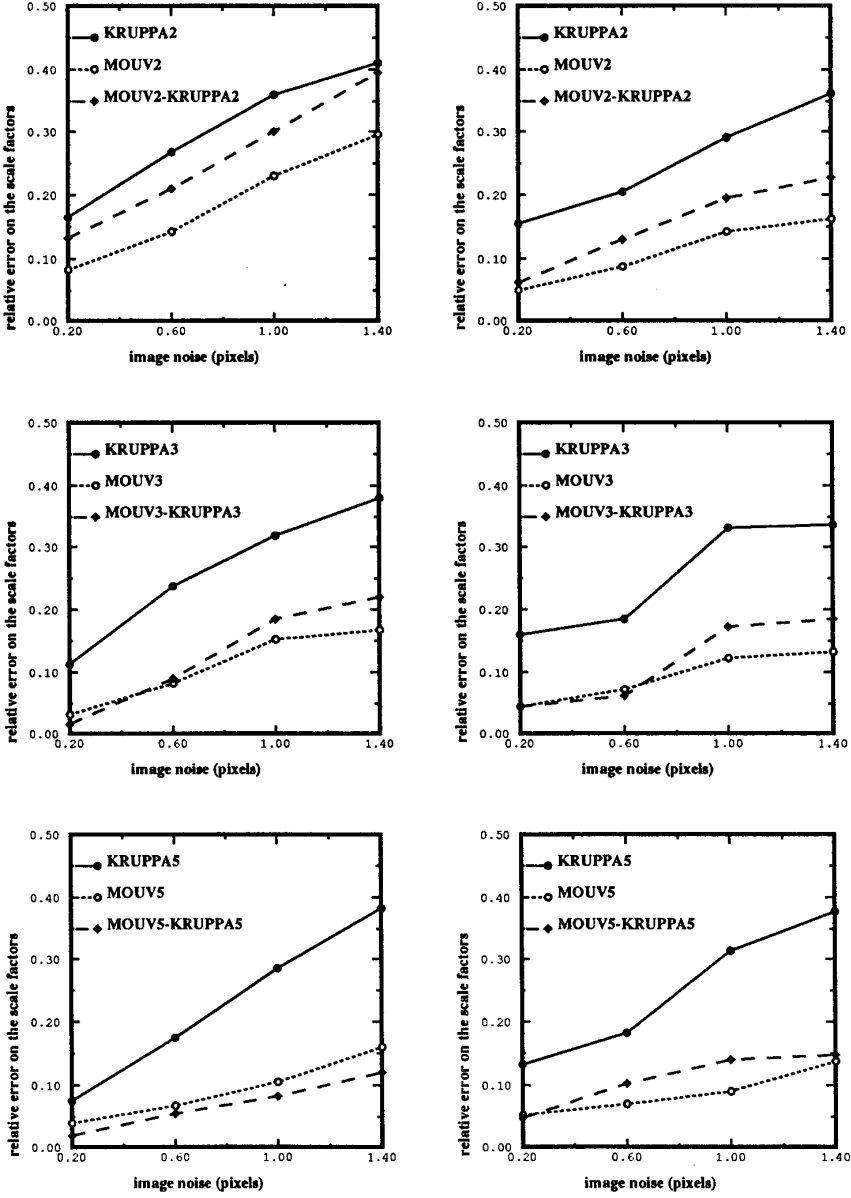 0.50
KRUPPA2
MOUV2
0.40
MOUV2-KRUPPA2
0.30
0.20
0.10
0.00
0.20 0.60 1.00 1.40
relative error on the scale factors
image noise (pixels)
0.50
KRUPPA2
MOUV2
0.40
MOUV2-KRUPPA2
0.30
0.20
0.10
0.00
0.20 0.60 1.00 1.40
relative error on the scale factors
image noise (pixels)
0.50
KRUPPA3
MOUV3
0.40
MOUV3-KRUPPA3
0.30
0.20
0.10
0.00
0.20 0.60 1.00 1.40
relative error on the scale factors
image noise (pixels)
0.50
KRUPPA3
MOUV3
0.40
MOUV3-KRUPPA3
0.30
0.20
0.10
0.00
0.20 0.60 1.00 1.40
relative error on the scale factors
image noise (pixels)
0.50
KRUPPA5
MOUV5
0.40
MOUV5-KRUPPA5
0.30
0.20
0.10
0.00
0.20 0.60 1.00 1.40
relative error on the scale factors
image noise (pixels)
0.50
KRUPPA5
MOUV5
0.40
MOUV5-KRUPPA5
0.30
0.20
0.10
0.00
0.20 0.60 1.00 1.40
relative error on the scale factors
image noise (pixels)